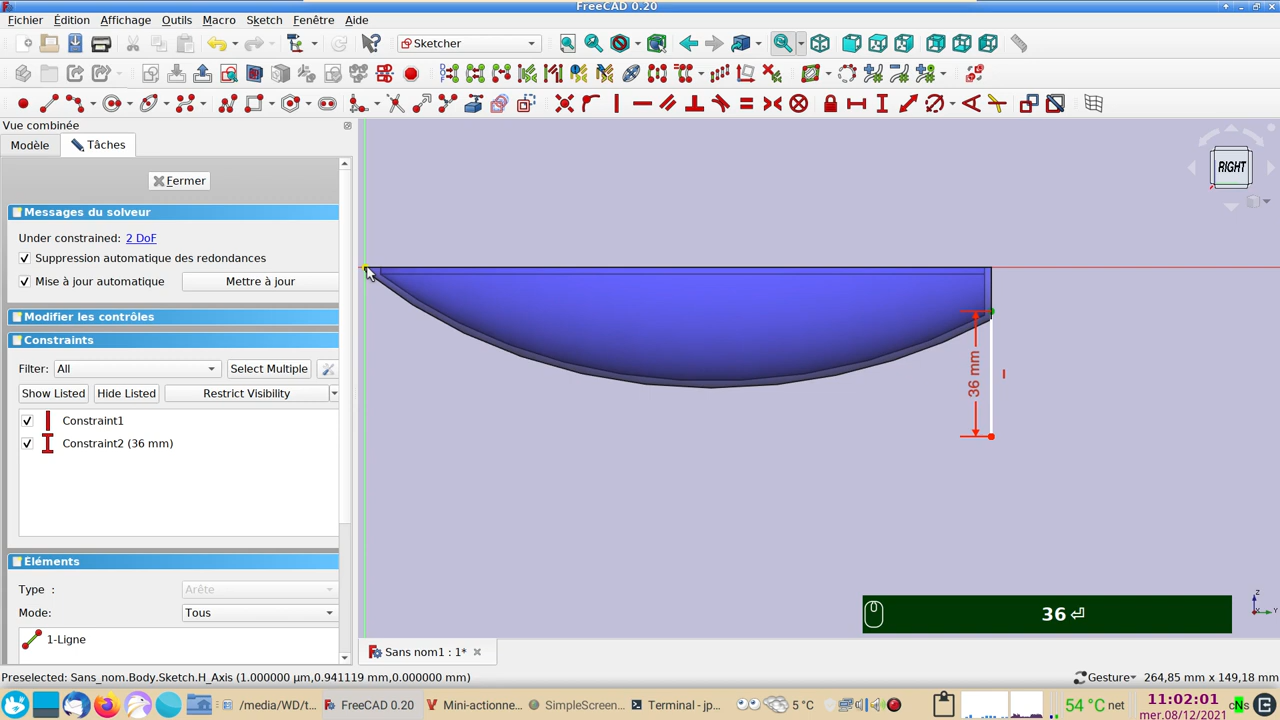 FreeCAD 0.20
Fichier Édition Affichage Outils Macro Sketch Fenêtre Aide
Sketcher
Vue combinée
Modèle Tâches
Fermer
RIGHT
Messages du solveur
Under constrained: 2 DoF
Suppression automatique des redondances
Mise à jour automatique Mettre à jour
Modifier les contrôles
Constraints
Filter: All Select Multiple
Show Listed Hide Listed Restrict Visibility
Constraint1
Constraint2 (36 mm)
36 mm
Eléments
Type : Arête
Mode: Tous
1-Ligne
36
Z
Y
Sans nom1 : 1*
Preselected: Sans_nom.Body.Sketch.H_Axis (1.000000 µm,0.941119 mm,0.000000 mm)
Gesture 264,85 mm x 149,18 mm
/media/WD/t... FreeCAD 0.20 Mini-actionne... SimpleScreen... Terminal - jp... 5 °C 54 °C net 11:02:01 cNs
mer.08/12/2021